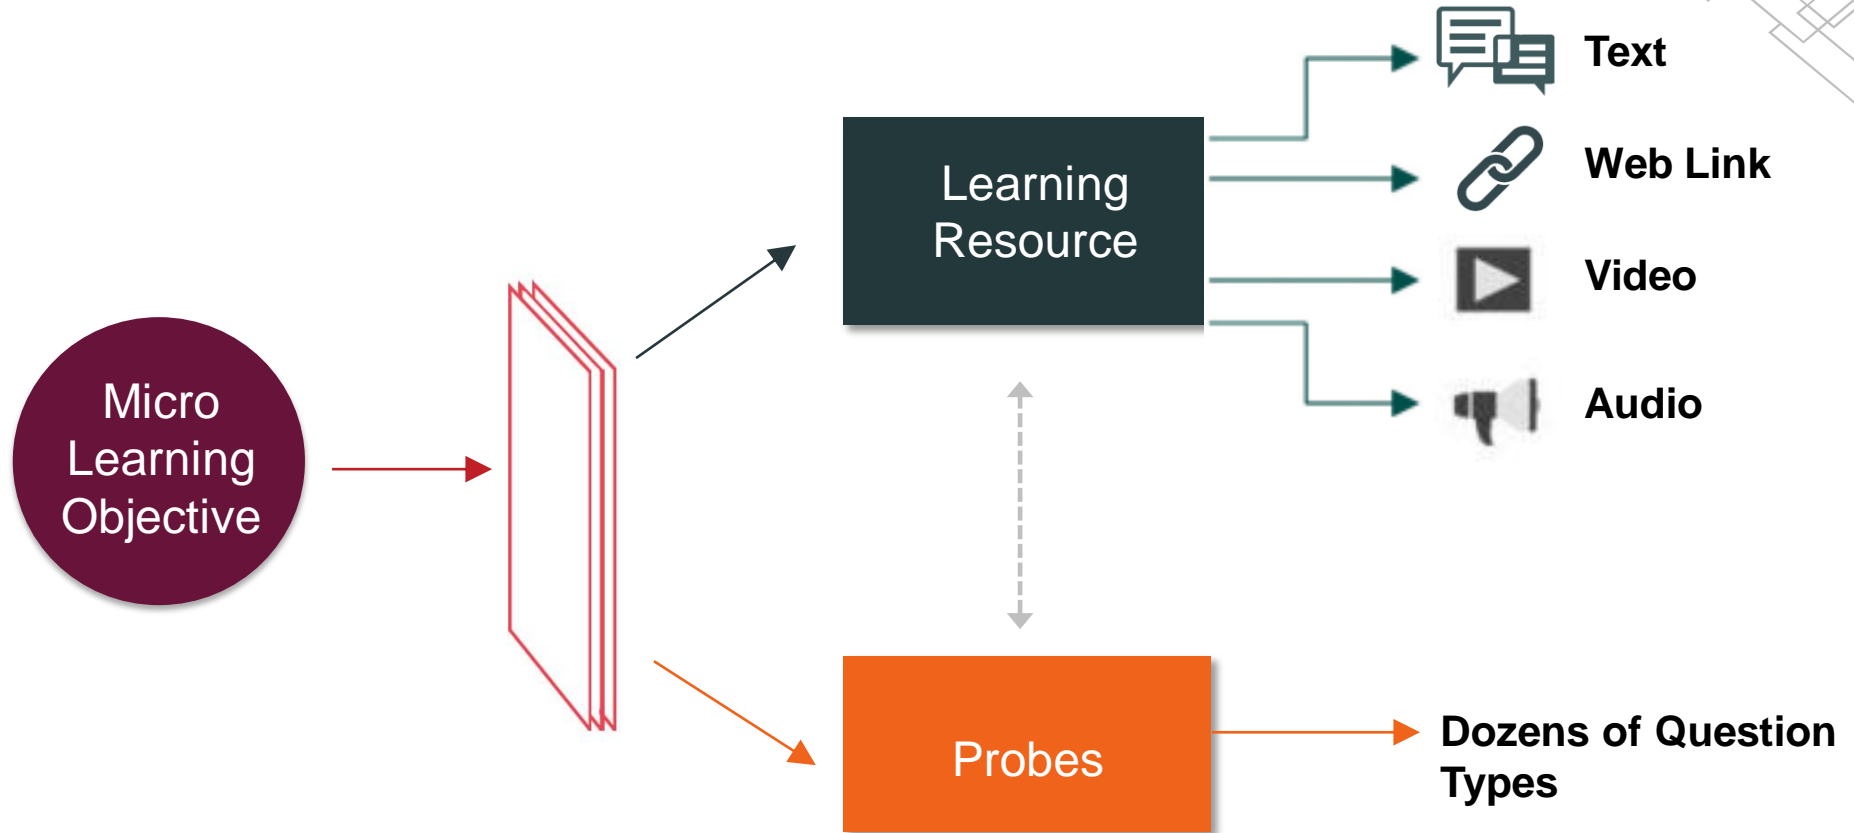 Micro
Learning
Objective
Learning
Resource
Text
Web Link
Video
Audio
Probes
Dozens of Question
Types